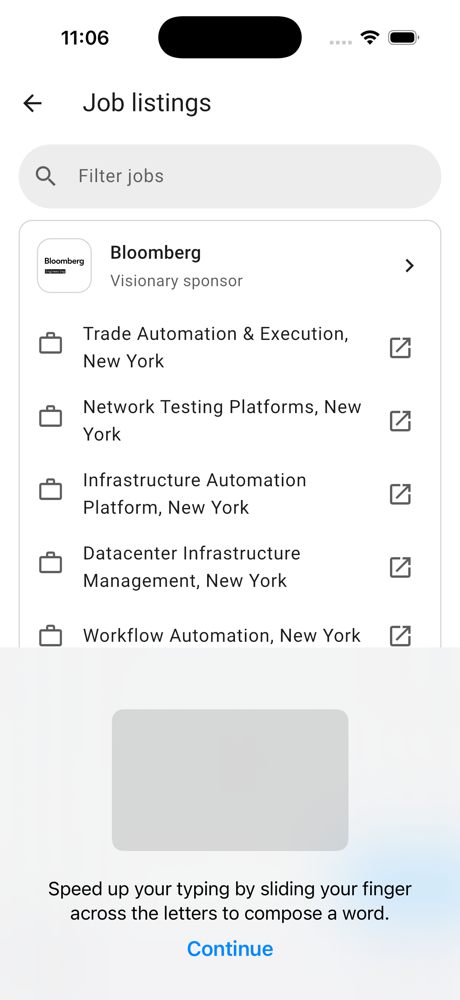 11:06
Job listings
Filter jobs
Bloomberg
Bloomberg
Visionary sponsor
Trade Automation & Execution,
New York
Network Testing Platforms, New
York
Infrastructure Automation
Platform, New York
Datacenter Infrastructure
Management, New York
Workflow Automation, New York
Speed up your typing by sliding your finger
across the letters to compose a word.
Continue